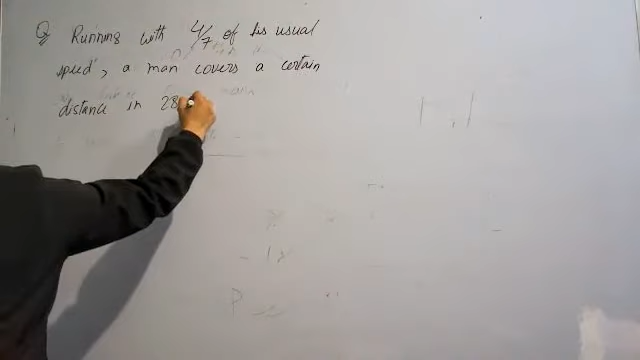 Q Running with 4/7 of his usual
speed, a man covers a certain
distance in 28